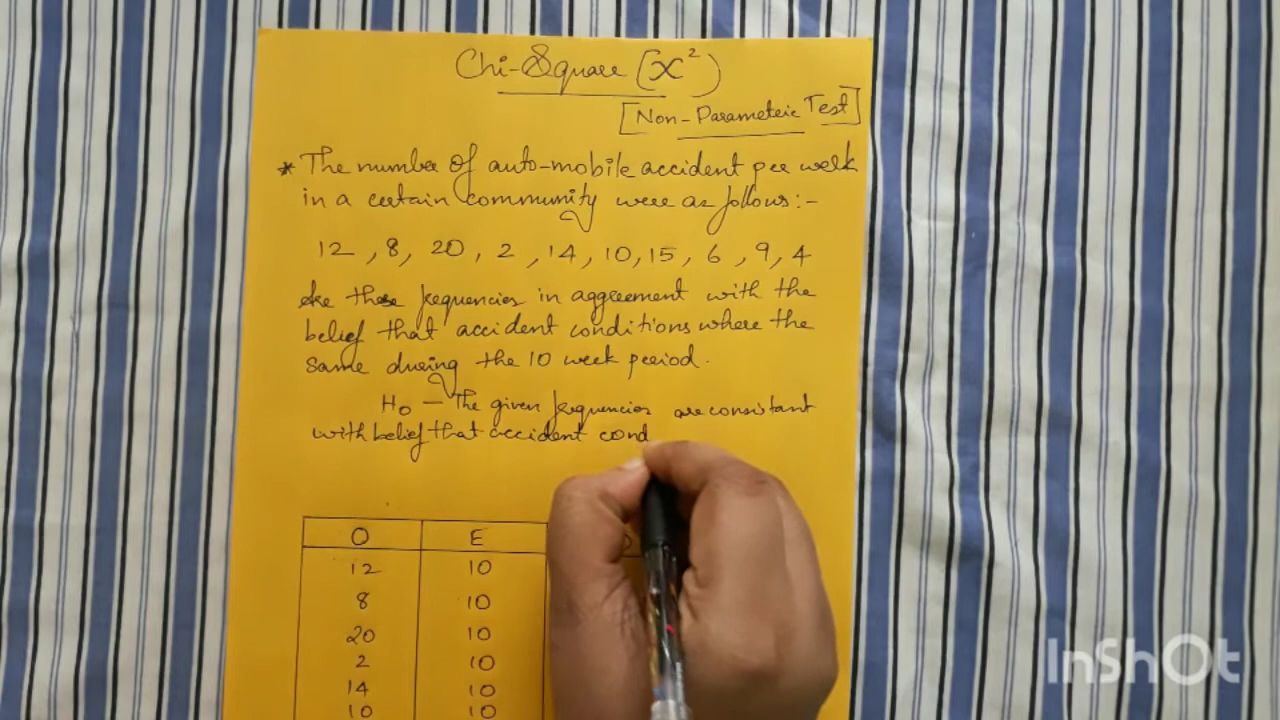 Chi-Square (x²)
[Non-Parametric Test]
* The number of auto-mobile accident per week
in a certain community were as follows:-
12, 8, 20, 2, 14, 10, 15, 6, 9, 4
Are these frequencies in aggreement with the
belief that accident conditions where the
same during the 10 week period.
H₀ - The given frequencies are consistant
with belief that accident cond
O E
12 10
8 10
20 10
2 10
14 10
10 10
InShOt